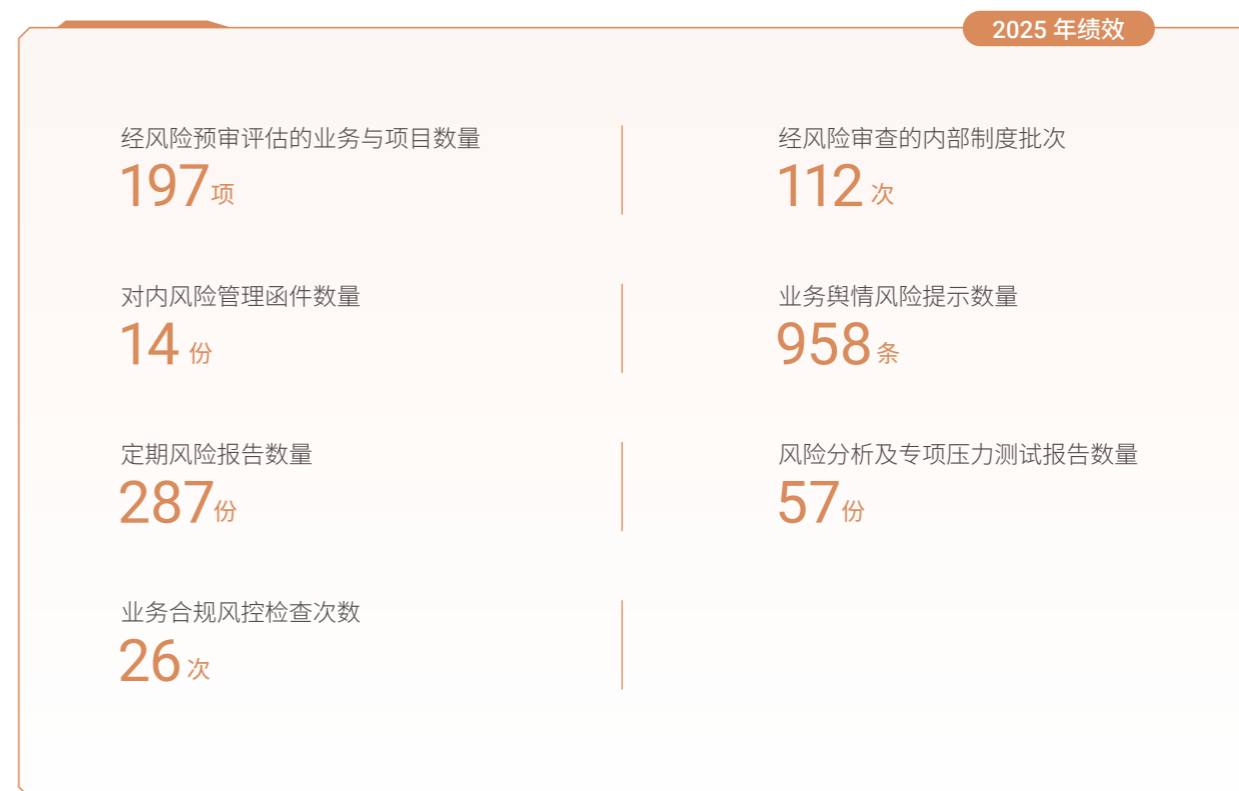 2025 年绩效
经风险预审评估的业务与项目数量
197项
经风险审查的内部制度批次
112 次
对内风险管理函件数量
14 份
业务舆情风险提示数量
958 条
定期风险报告数量
287份
风险分析及专项压力测试报告数量
57份
业务合规风控检查次数
26 次